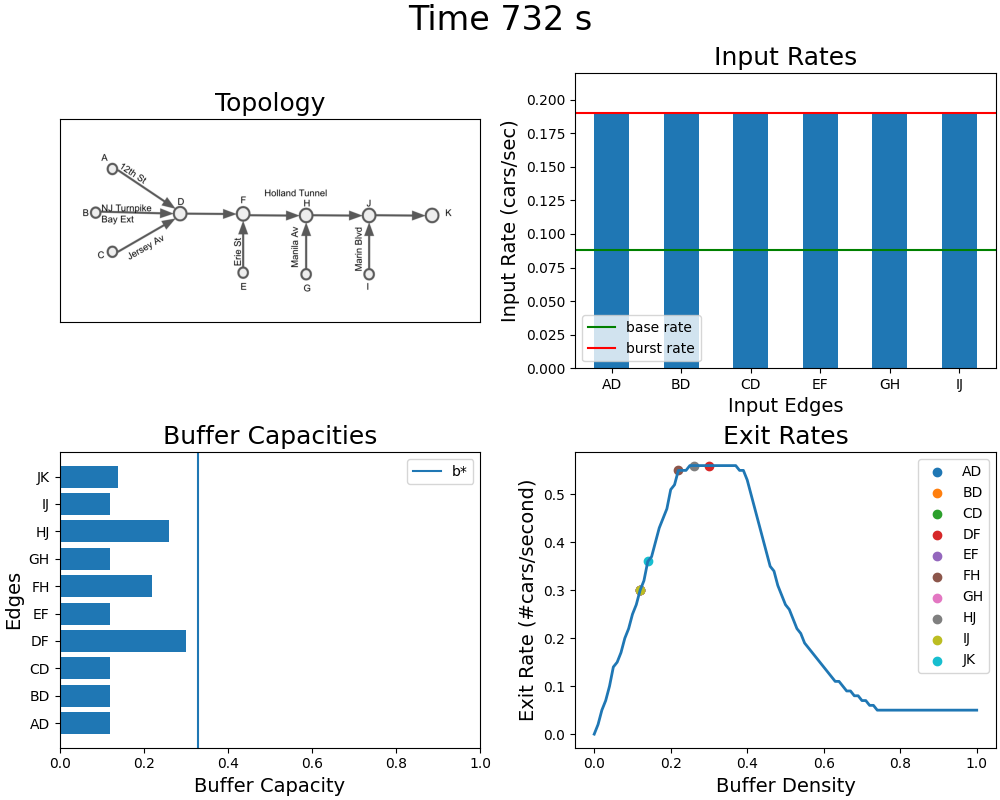 Time 732 s
Topology
A
12th St
B
NJ Turnpike
Bay Ext
C
Jersey Av
D
F
Holland Tunnel
H
J
K
Erie St
Manila Av
Marin Blvd
E
G
I
Input Rates
Input Rate (cars/sec)
0.200
0.175
0.150
0.125
0.100
0.075
0.050
0.025
0.000
base rate
burst rate
AD BD CD EF GH IJ
Input Edges
Buffer Capacities
Edges
JK
IJ
HJ
GH
FH
EF
DF
CD
BD
AD
b*
0.0 0.2 0.4 0.6 0.8 1.0
Buffer Capacity
Exit Rates
Exit Rate (#cars/second)
0.5
0.4
0.3
0.2
0.1
0.0
AD
BD
CD
DF
EF
FH
GH
HJ
IJ
JK
0.0 0.2 0.4 0.6 0.8 1.0
Buffer Density